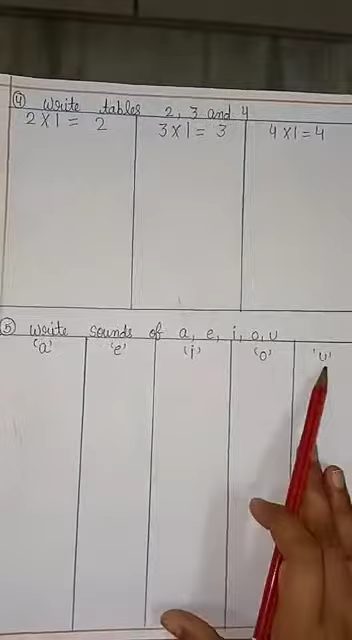 ④ Write tables 2, 3 and 4
2 × 1 = 2 3 × 1 = 3 4 × 1 = 4
⑤ Write sounds of a, e, i, o, u
'a' 'e' 'i' 'o' 'u'